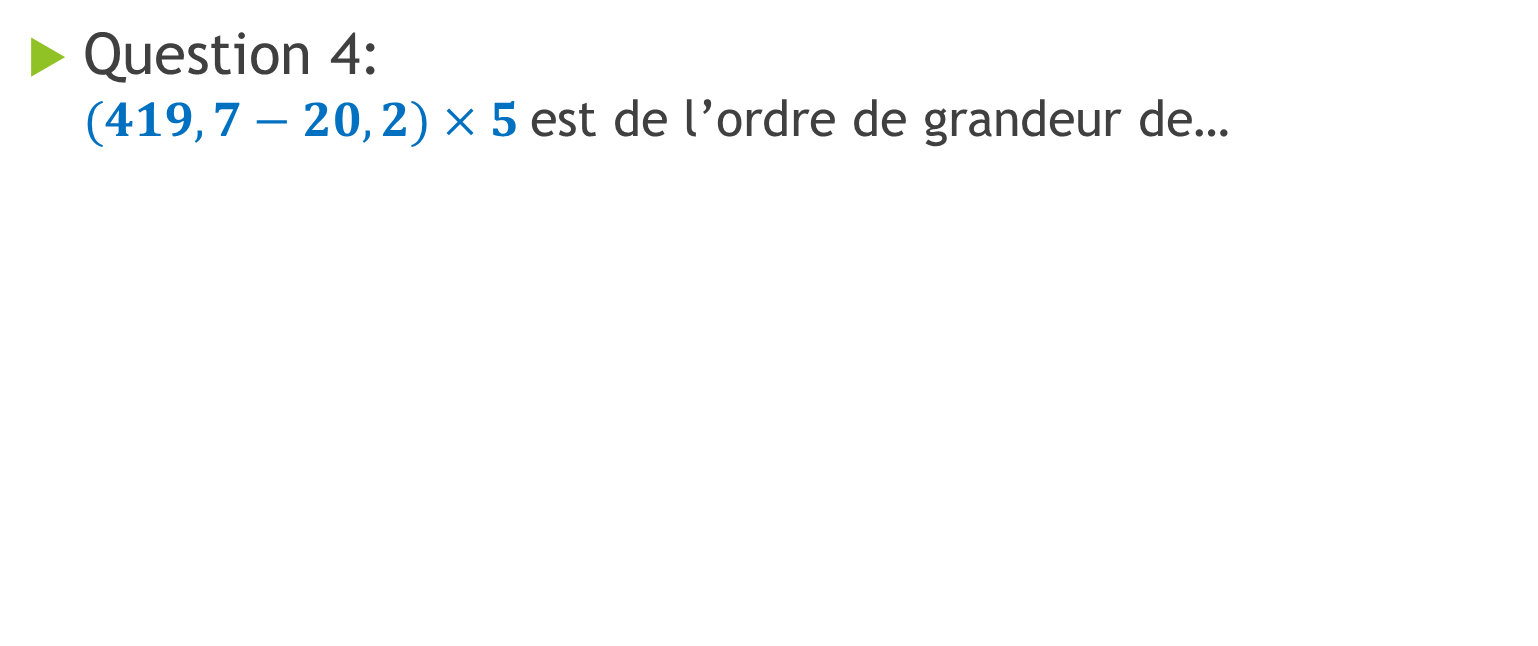 Question 4:
(419,7 − 20,2) × 5 est de l’ordre de grandeur de…